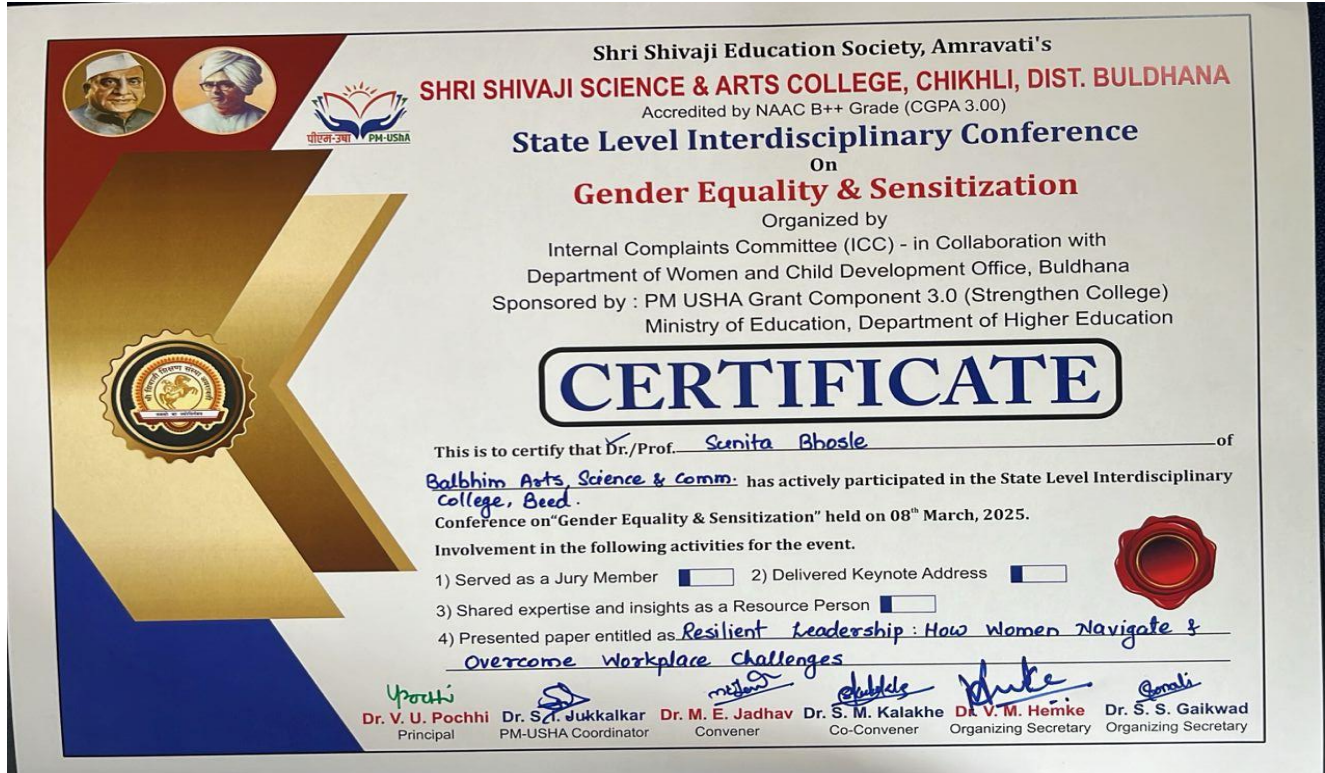 Shri Shivaji Education Society, Amravati's
SHRI SHIVAJI SCIENCE & ARTS COLLEGE, CHIKHLI, DIST. BULDHANA
Accredited by NAAC B++ Grade (CGPA 3.00)
पीएम-उषा PM-UShA
State Level Interdisciplinary Conference
On
Gender Equality & Sensitization
Organized by
Internal Complaints Committee (ICC) - in Collaboration with
Department of Women and Child Development Office, Buldhana
Sponsored by : PM USHA Grant Component 3.0 (Strengthen College)
Ministry of Education, Department of Higher Education
CERTIFICATE
श्री शिवाजी शिक्षण संस्था अमरावती
This is to certify that Dr./Prof. Sunita Bhosle of
Balbhim Arts, Science & Comm. has actively participated in the State Level Interdisciplinary
College, Beed.
Conference on "Gender Equality & Sensitization" held on 08th March, 2025.
Involvement in the following activities for the event.
1) Served as a Jury Member 2) Delivered Keynote Address
3) Shared expertise and insights as a Resource Person
4) Presented paper entitled as Resilient Leadership : How Women Navigate &
Overcome Workplace Challenges
Dr. V. U. Pochhi Dr. S. T. Jukkalkar Dr. M. E. Jadhav Dr. S. M. Kalakhe Dr. V. M. Hemke Dr. S. S. Gaikwad
Principal PM-USHA Coordinator Convener Co-Convener Organizing Secretary Organizing Secretary